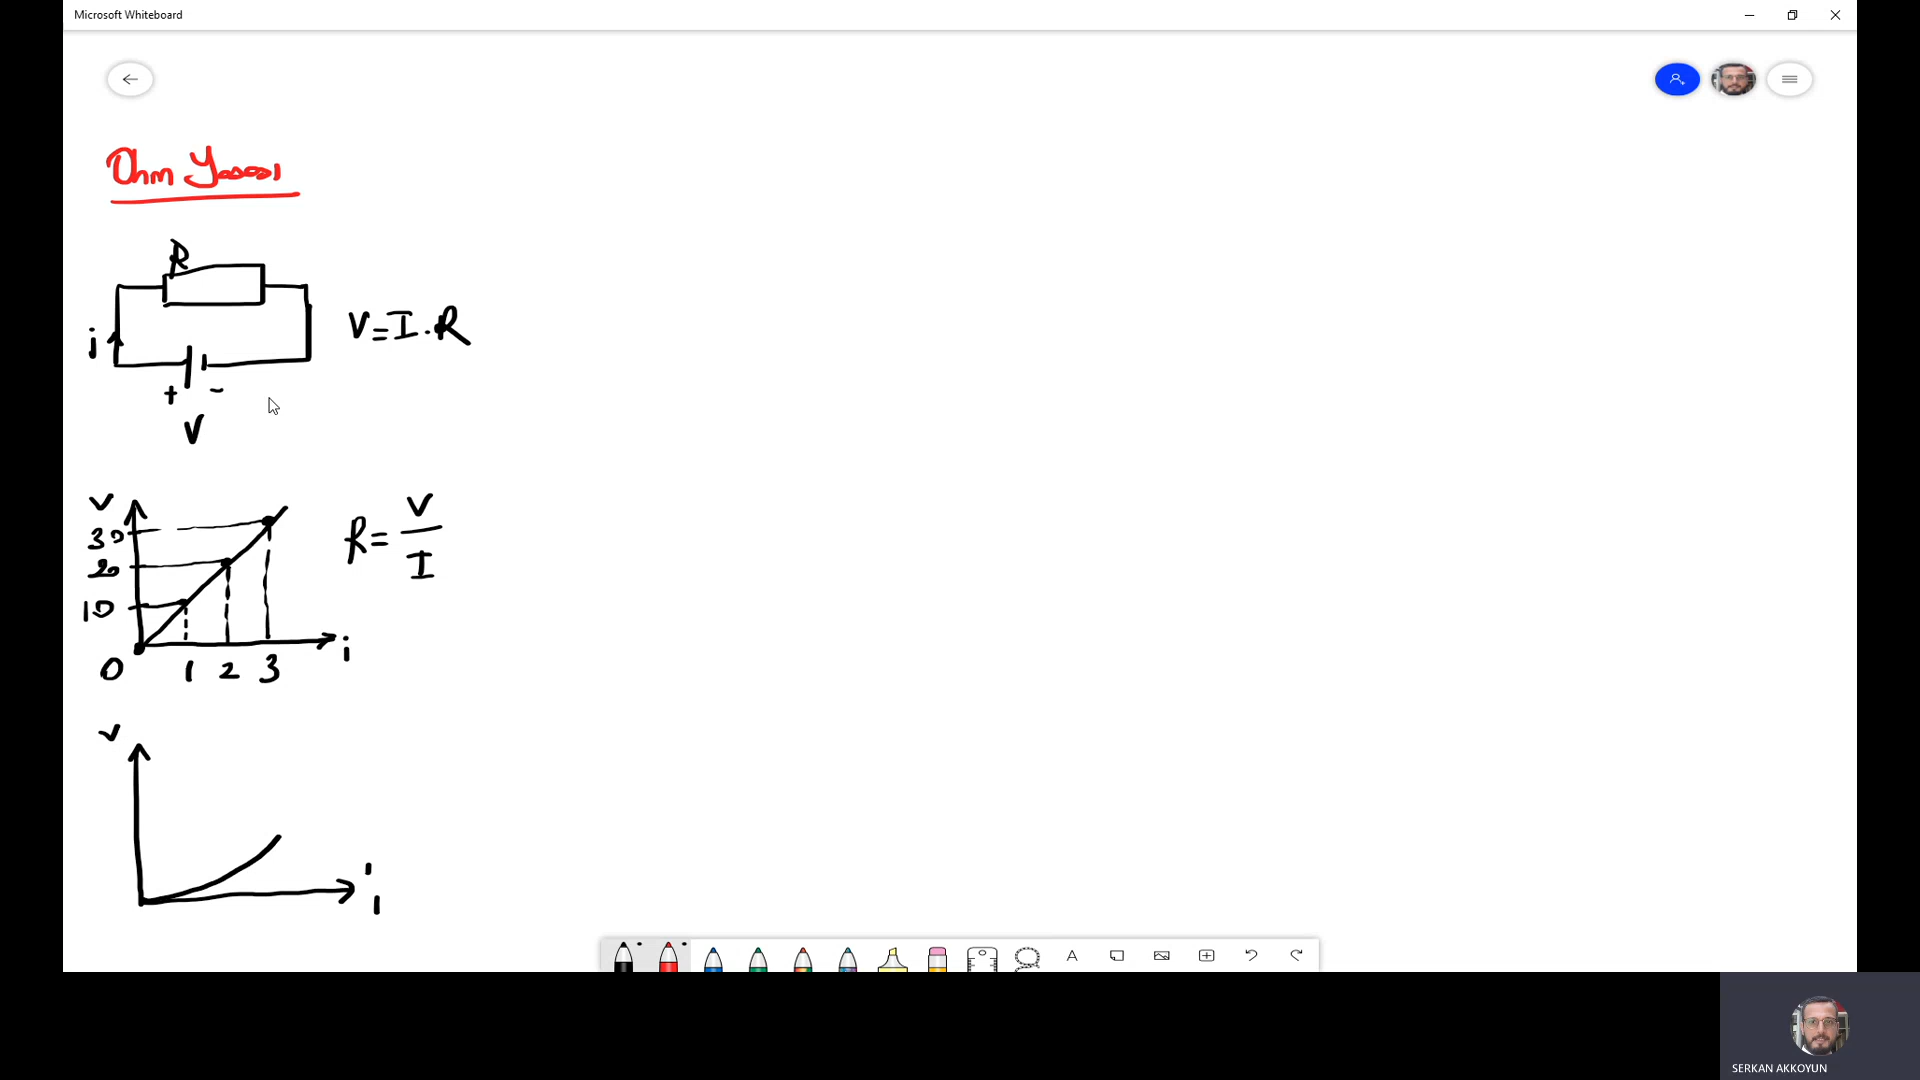 Microsoft Whiteboard
Ohm Yasası
R
i
V = I . R
+ -
V
V
30
20
10
0
1 2 3
i
R = V
I
V
i
A
SERKAN AKKOYUN